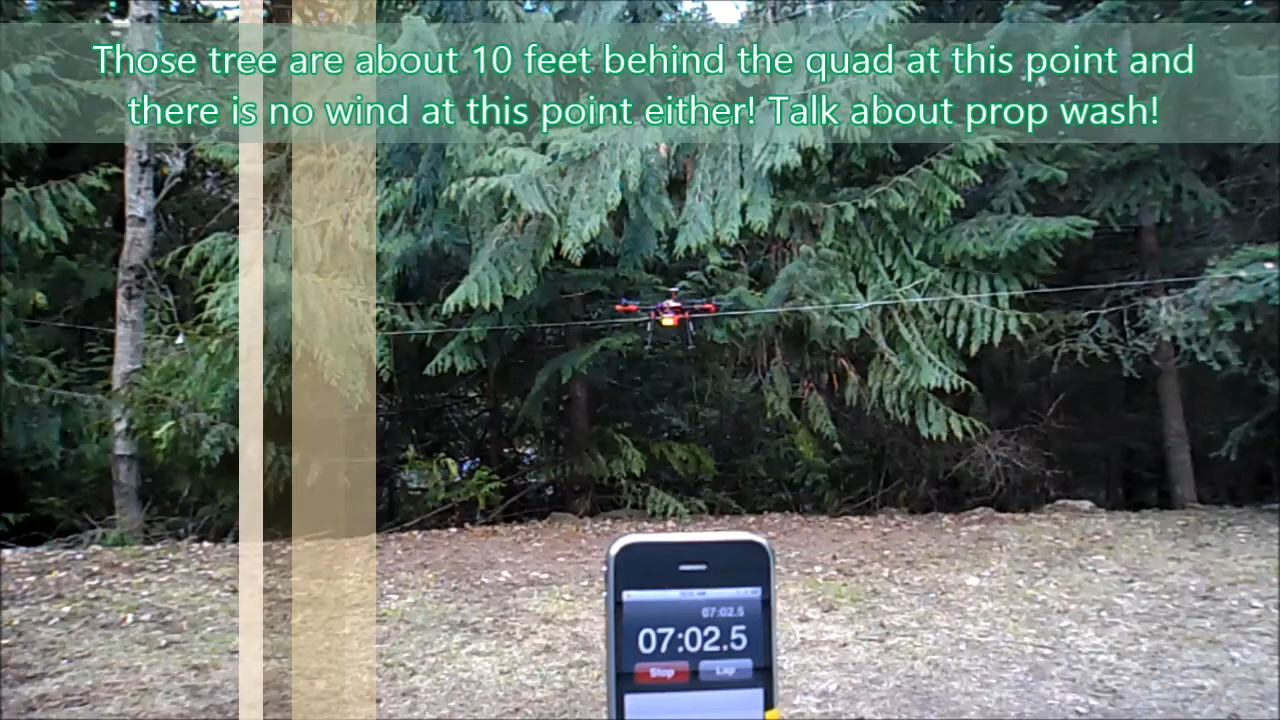 Those tree are about 10 feet behind the quad at this point and
there is no wind at this point either! Talk about prop wash!
07:02.5
07:02.5
Stop Lap